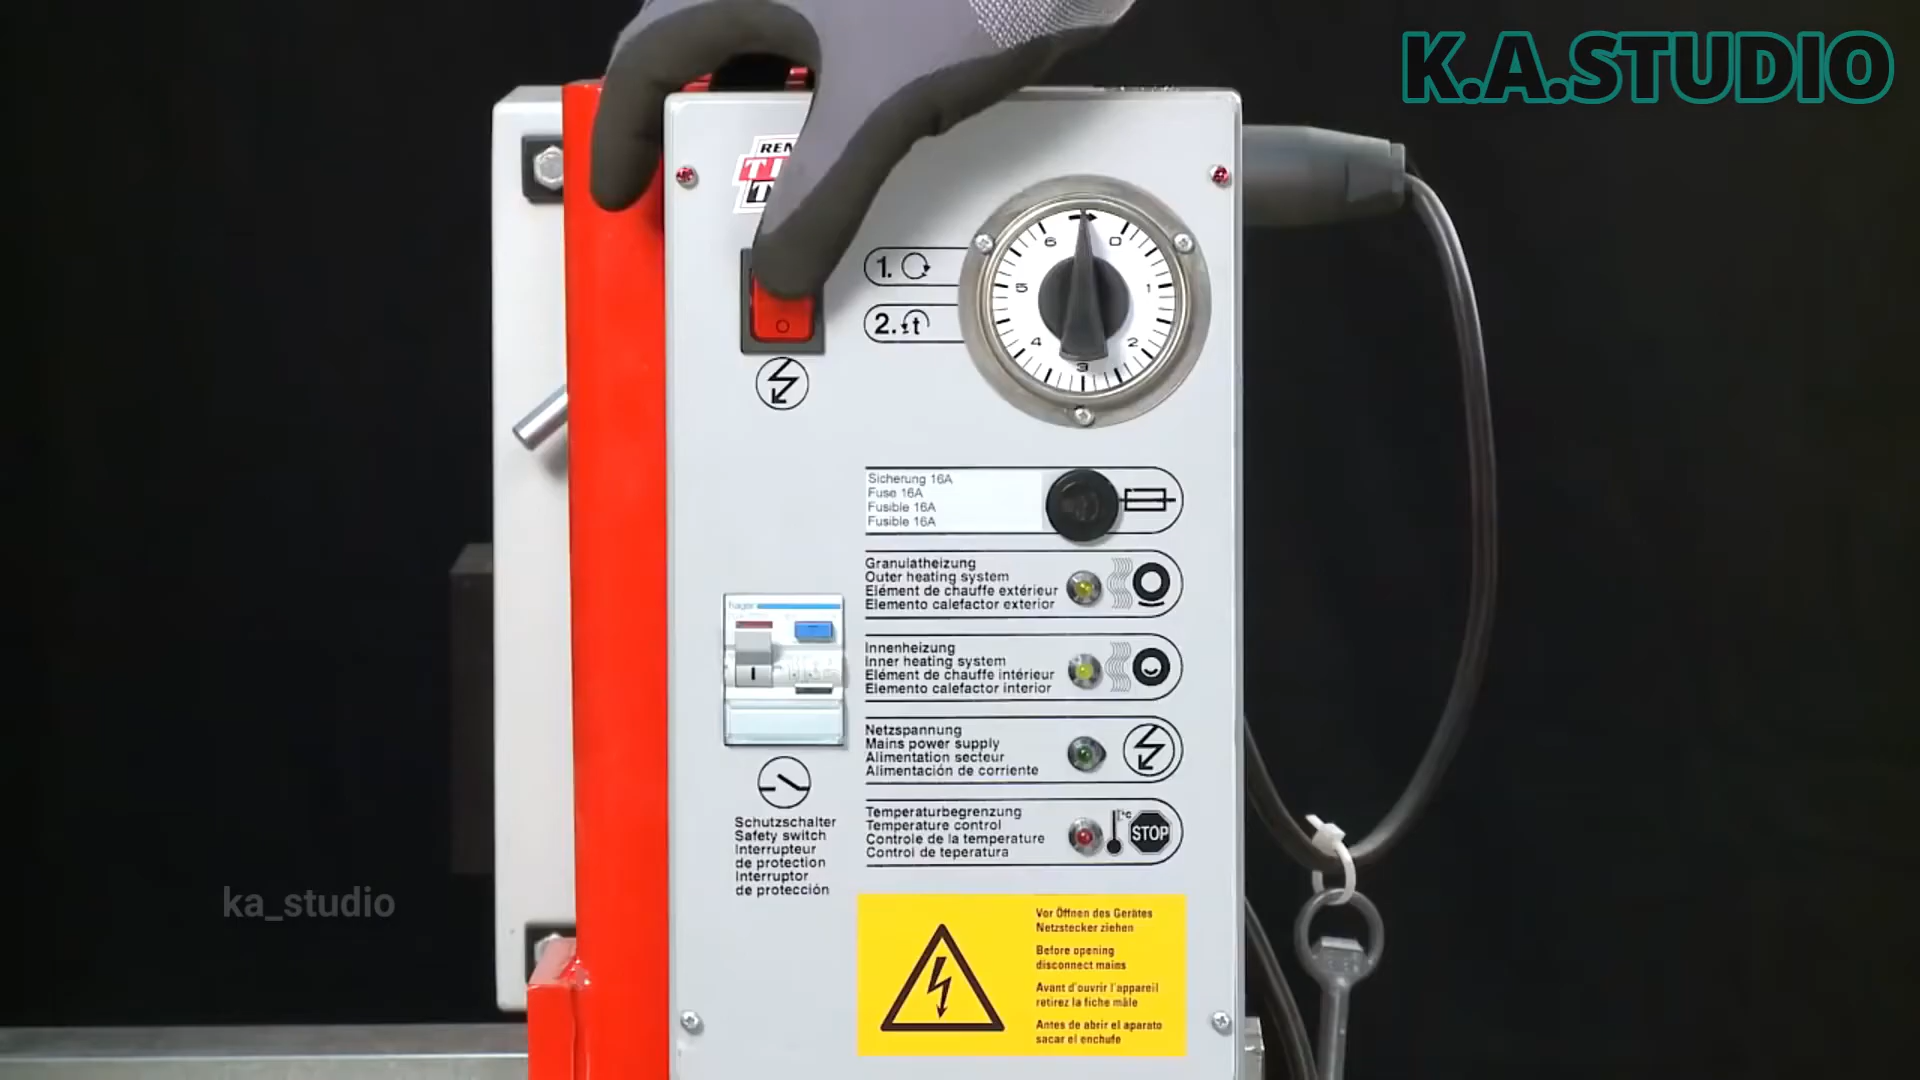 K.A.STUDIO
REM
TI
T
1.
2. t
6
0
5
1
4
2
3
Sicherung 16A
Fuse 16A
Fusible 16A
Fusible 16A
Granulatheizung
Outer heating system
Elément de chauffe extérieur
Elemento calefactor exterior
hager
Innenheizung
Inner heating system
Elément de chauffe intérieur
Elemento calefactor interior
Netzspannung
Mains power supply
Alimentation secteur
Alimentación de corriente
Temperaturbegrenzung
Temperature control
Controle de la temperature
Control de teperatura
°C
STOP
Schutzschalter
Safety switch
Interrupteur
de protection
Interruptor
de protección
ka_studio
Vor Öffnen des Gerätes
Netzstecker ziehen
Before opening
disconnect mains
Avant d'ouvrir l'appareil
retirez la fiche mâle
Antes de abrir el aparato
sacar el enchufe